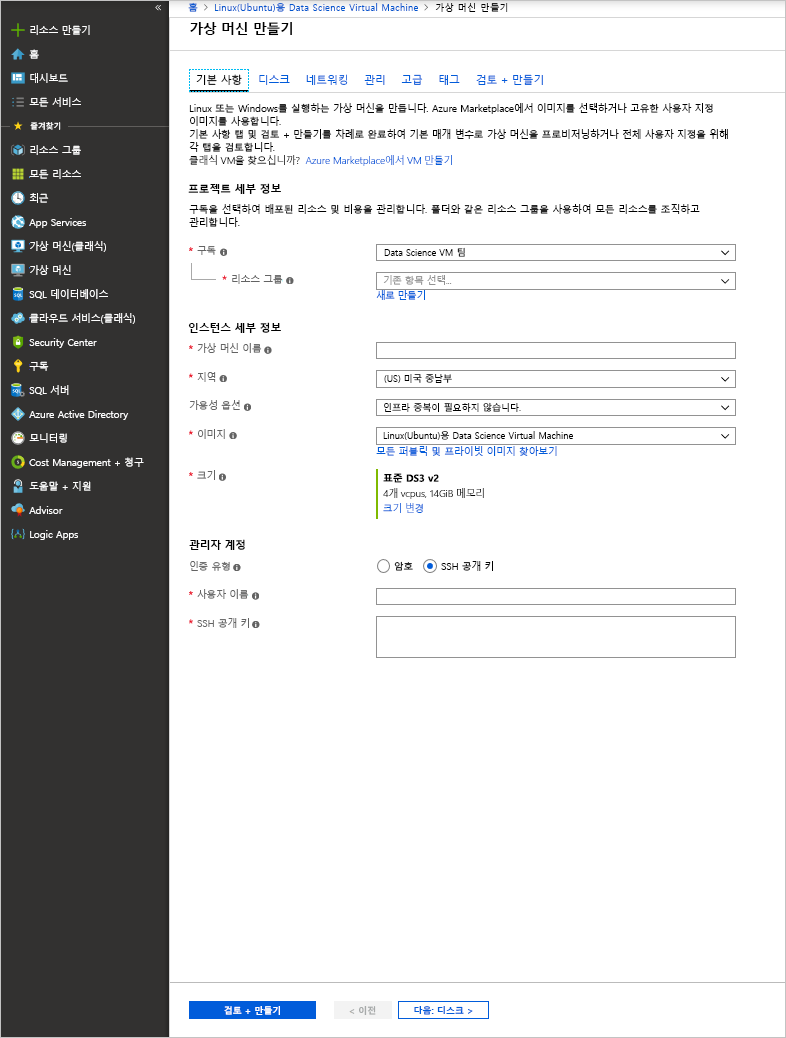 «
리소스 만들기
홈
대시보드
모든 서비스
즐겨찾기
리소스 그룹
모든 리소스
최근
App Services
가상 머신(클래식)
가상 머신
SQL 데이터베이스
클라우드 서비스(클래식)
Security Center
구독
SQL 서버
Azure Active Directory
모니터링
Cost Management + 청구
도움말 + 지원
Advisor
Logic Apps
홈 > Linux(Ubuntu)용 Data Science Virtual Machine > 가상 머신 만들기
가상 머신 만들기
기본 사항 디스크 네트워킹 관리 고급 태그 검토 + 만들기
Linux 또는 Windows를 실행하는 가상 머신을 만듭니다. Azure Marketplace에서 이미지를 선택하거나 고유한 사용자 지정
이미지를 사용합니다.
기본 사항 탭 및 검토 + 만들기를 차례로 완료하여 기본 매개 변수로 가상 머신을 프로비저닝하거나 전체 사용자 지정을 위해
각 탭을 검토합니다.
클래식 VM을 찾으십니까? Azure Marketplace에서 VM 만들기
프로젝트 세부 정보
구독을 선택하여 배포된 리소스 및 비용을 관리합니다. 폴더와 같은 리소스 그룹을 사용하여 모든 리소스를 조직하고
관리합니다.
* 구독 Data Science VM 팀
* 리소스 그룹 기존 항목 선택...
새로 만들기
인스턴스 세부 정보
* 가상 머신 이름
* 지역 (US) 미국 중남부
가용성 옵션 인프라 중복이 필요하지 않습니다.
* 이미지 Linux(Ubuntu)용 Data Science Virtual Machine
모든 퍼블릭 및 프라이빗 이미지 찾아보기
* 크기 표준 DS3 v2
4개 vcpus, 14GiB 메모리
크기 변경
관리자 계정
인증 유형 암호 SSH 공개 키
* 사용자 이름
* SSH 공개 키
검토 + 만들기 < 이전 다음: 디스크 >